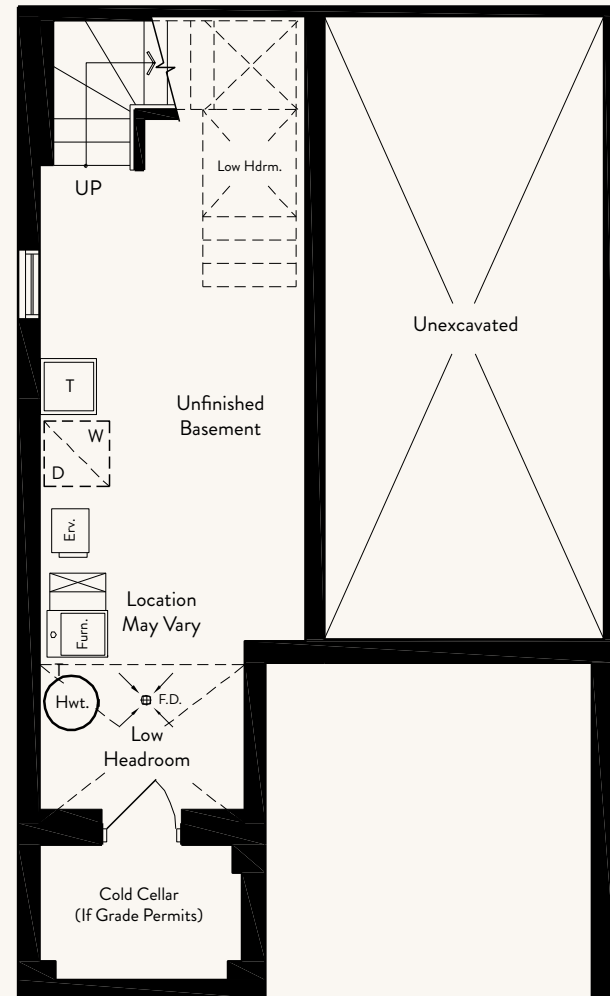 Low Hdrm.
UP
Unexcavated
T
Unfinished
Basement
W
D
Erv.
Location
May Vary
Furn.
T
Hwt.
F.D.
Low
Headroom
Cold Cellar
(If Grade Permits)